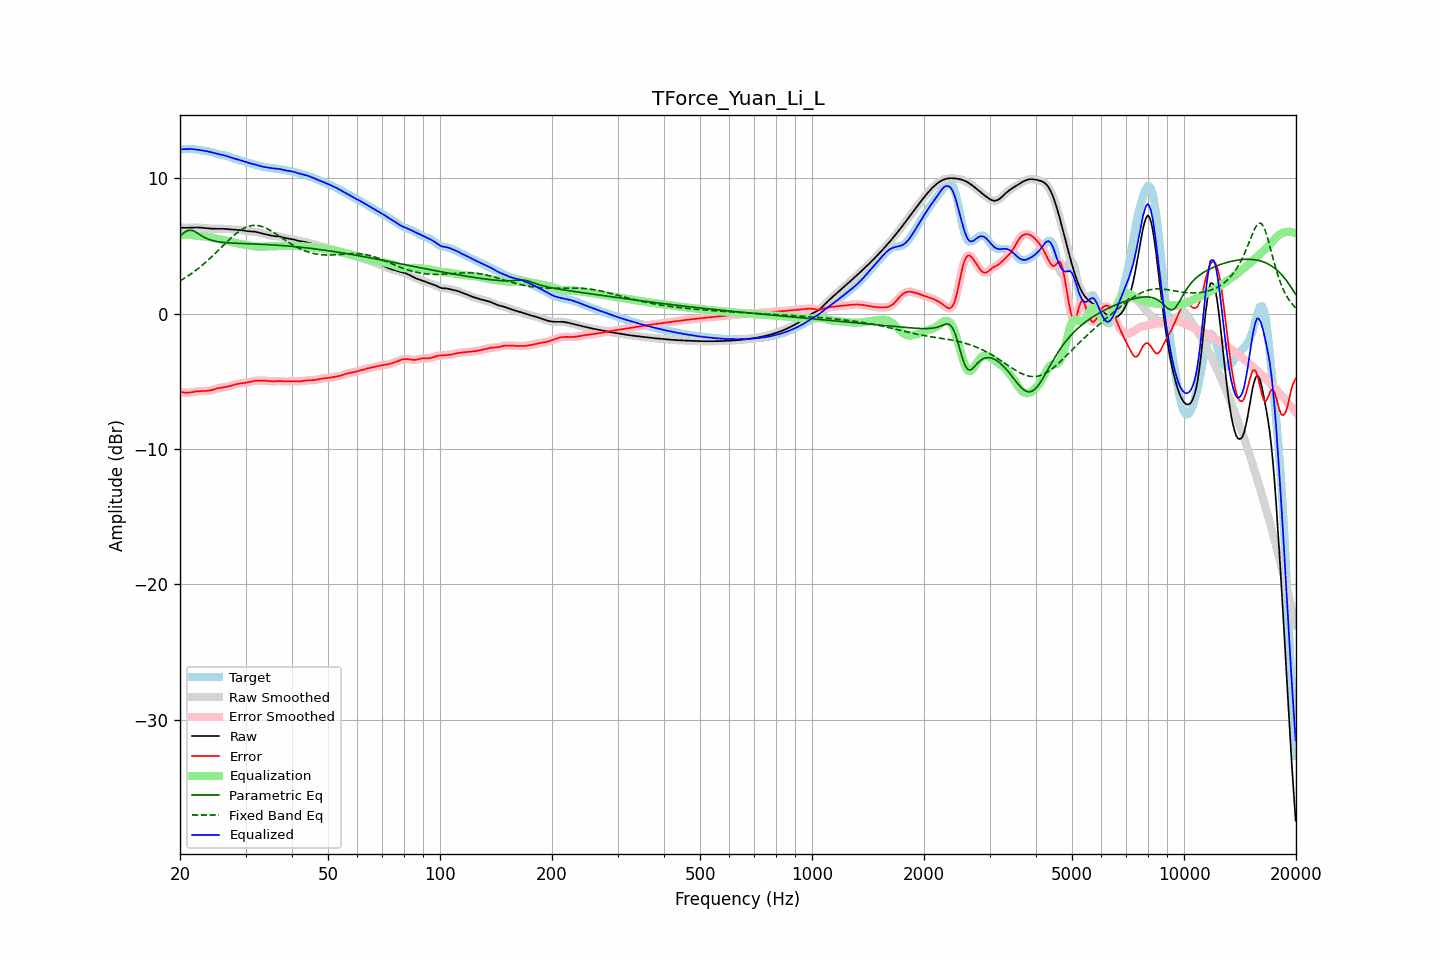 TForce_Yuan_Li_L
Amplitude (dBr)
10
0
−10
−20
−30
Target
Raw Smoothed
Error Smoothed
Raw
Error
Equalization
Parametric Eq
Fixed Band Eq
Equalized
20 50 100 200 500 1000 2000 5000 10000 20000
Frequency (Hz)